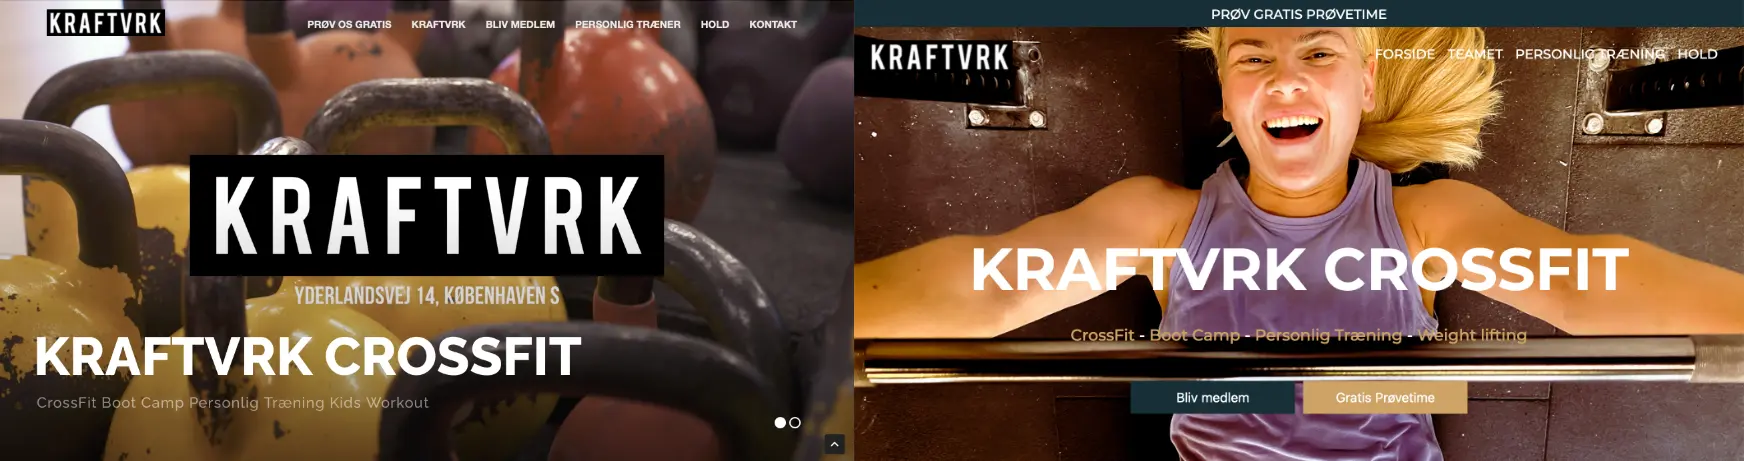 KRAFTVRK
PRØV OS GRATIS KRAFTVRK BLIV MEDLEM PERSONLIG TRÆNER HOLD KONTAKT
KRAFTVRK
YDERLANDSVEJ 14, KØBENHAVEN S
KRAFTVRK CROSSFIT
CrossFit Boot Camp Personlig Træning Kids Workout
PRØV GRATIS PRØVETIME
KRAFTVRK
FORSIDE TEAMET PERSONLIG TRÆNING HOLD
KRAFTVRK CROSSFIT
CrossFit - Boot Camp - Personlig Træning - Weight lifting
Bliv medlem Gratis Prøvetime